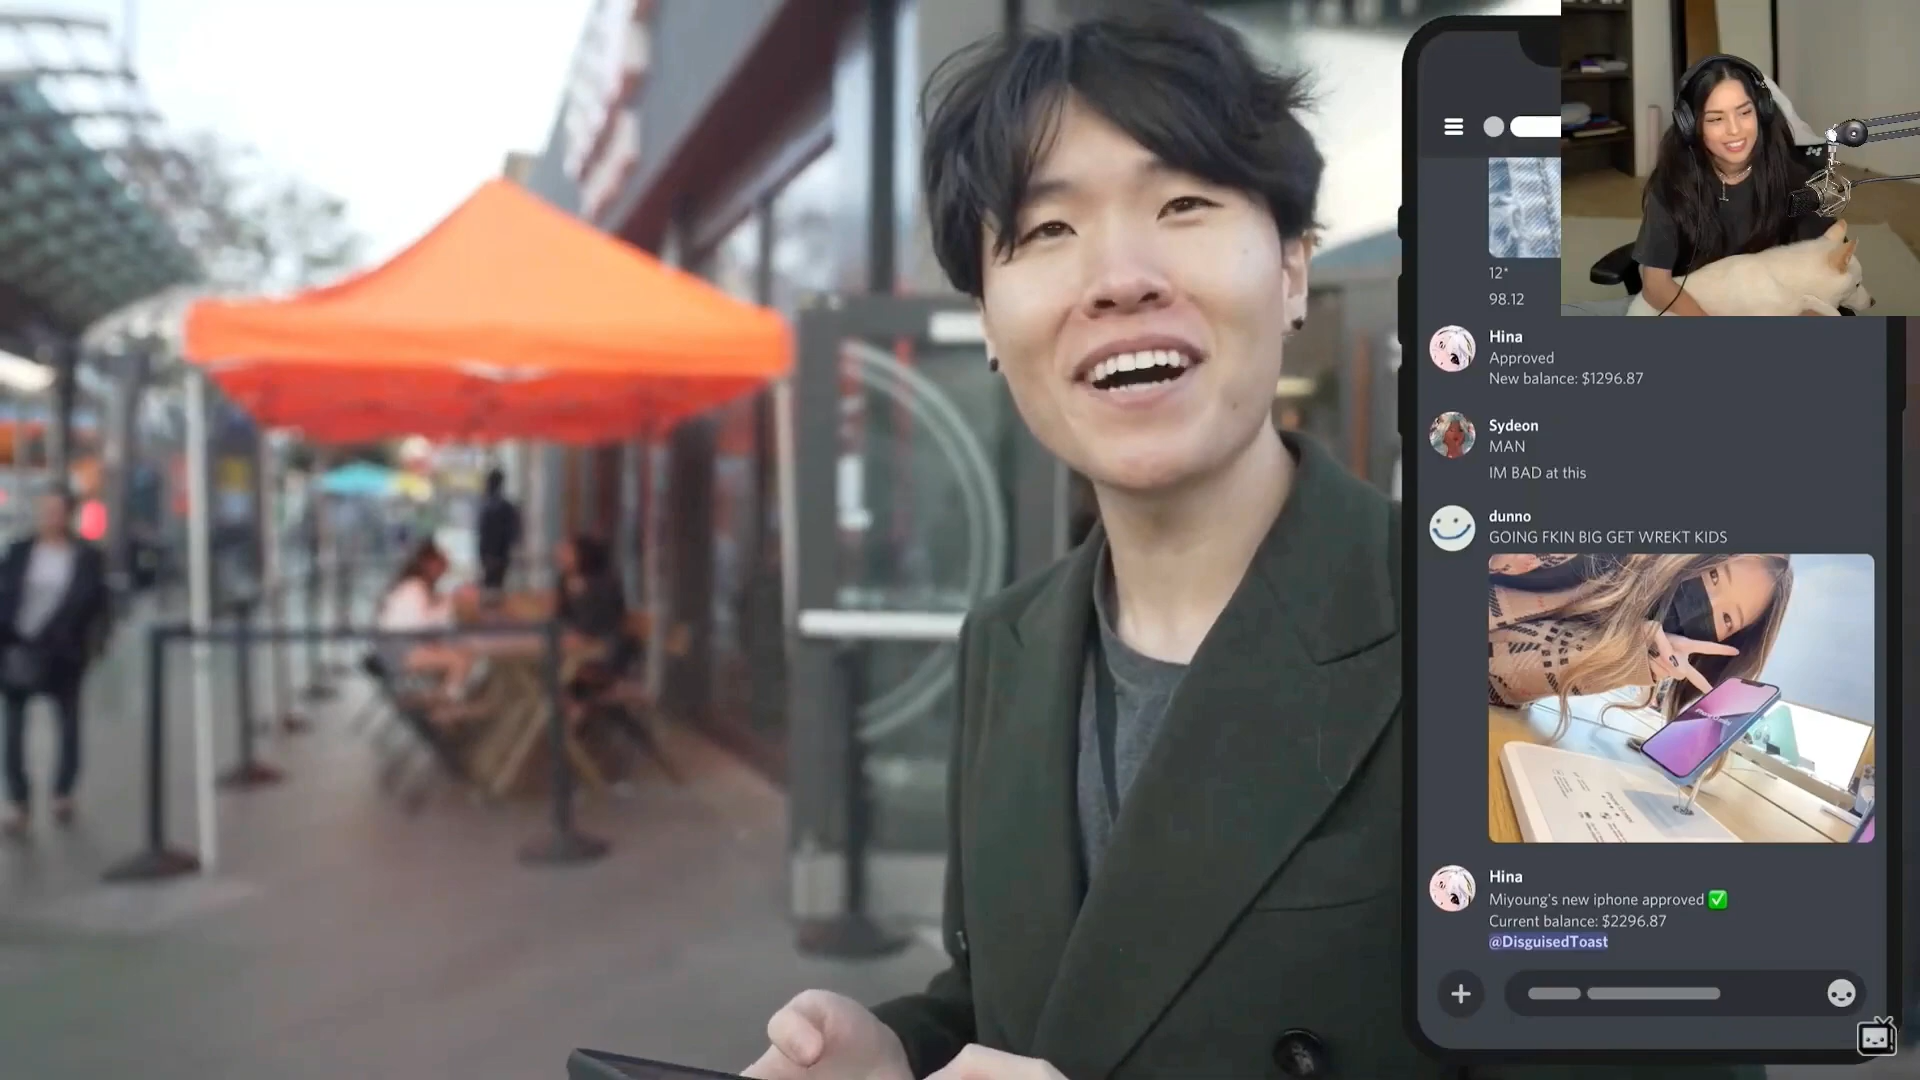 12"
98.12
Hina
Approved
New balance: $1296.87
Sydeon
MAN
IM BAD at this
dunno
GOING FKIN BIG GET WREKT KIDS
Hina
Miyoung's new iphone approved ✅
Current balance: $2296.87
@DisguisedToast